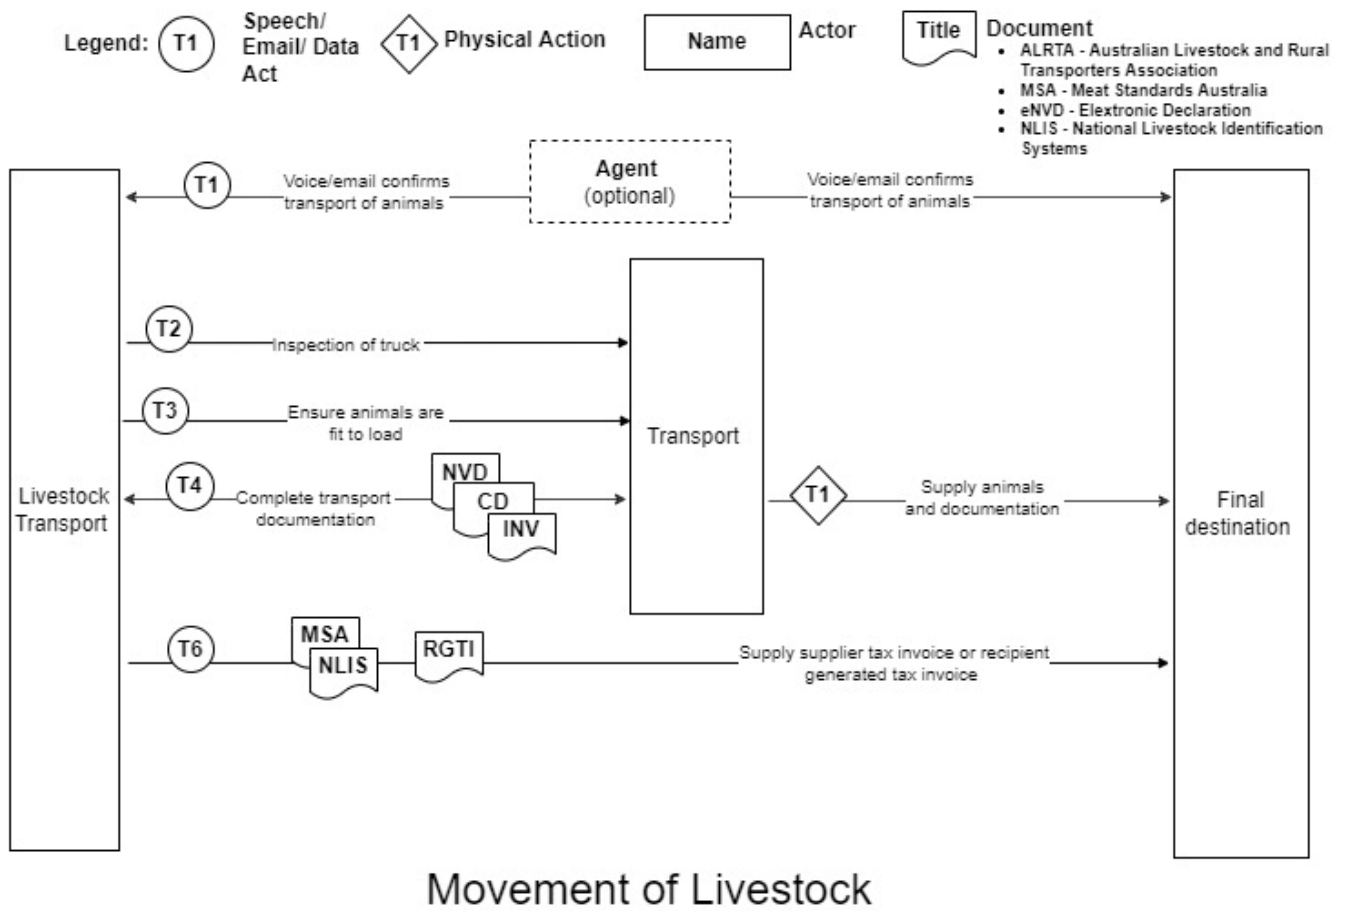 Legend:
T1
Speech/
Email/ Data
Act
T1
Physical Action
Name
Actor
Title
Document
• ALRTA - Australian Livestock and Rural
Transporters Association
• MSA - Meat Standards Australia
• eNVD - Elextronic Declaration
• NLIS - National Livestock Identification
Systems
T1
Voice/email confirms
transport of animals
Agent
(optional)
Voice/email confirms
transport of animals
T2
Inspection of truck
T3
Ensure animals are
fit to load
Transport
Livestock
Transport
T4
Complete transport
documentation
NVD
CD
INV
T1
Supply animals
and documentation
Final
destination
T6
MSA
NLIS
RGTI
Supply supplier tax invoice or recipient
generated tax invoice
Movement of Livestock